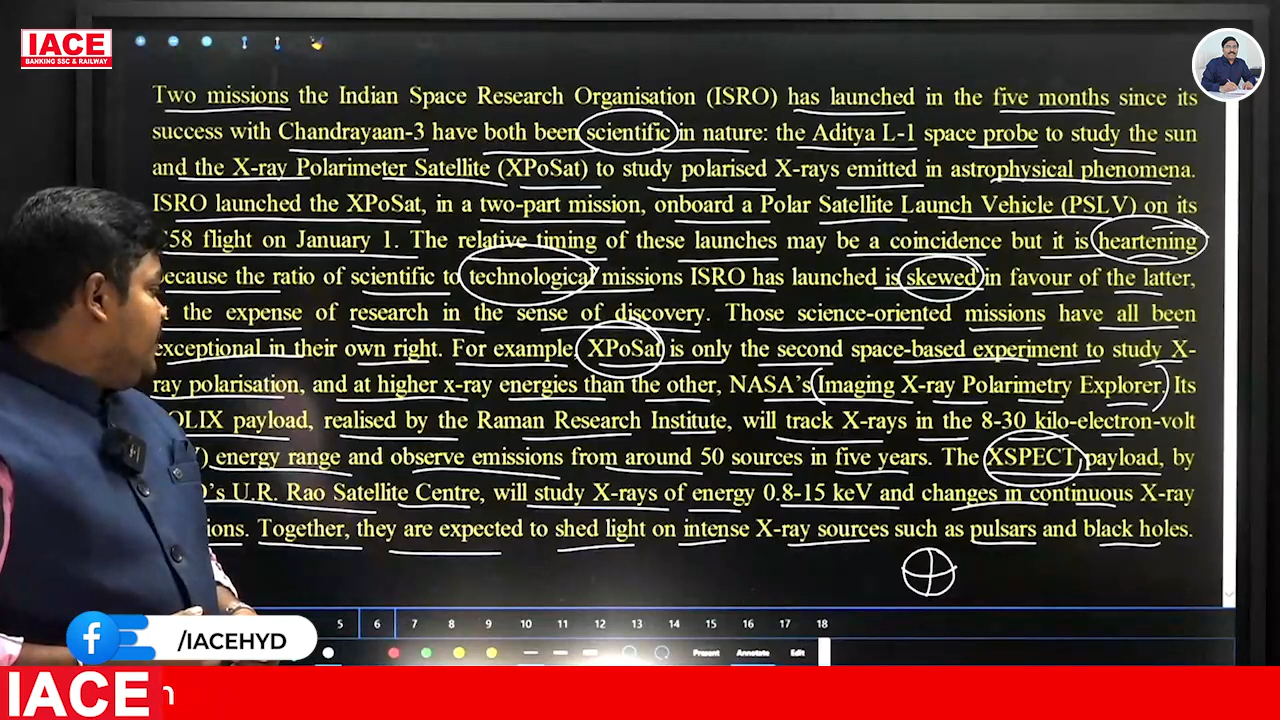 IACE
BANKING SSC & RAILWAY
Two missions the Indian Space Research Organisation (ISRO) has launched in the five months since its
success with Chandrayaan-3 have both been scientific in nature: the Aditya L-1 space probe to study the sun
and the X-ray Polarimeter Satellite (XPoSat) to study polarised X-rays emitted in astrophysical phenomena.
ISRO launched the XPoSat, in a two-part mission, onboard a Polar Satellite Launch Vehicle (PSLV) on its
58 flight on January 1. The relative timing of these launches may be a coincidence but it is heartening
ecause the ratio of scientific to technological missions ISRO has launched is skewed in favour of the latter,
the expense of research in the sense of discovery. Those science-oriented missions have all been
exceptional in their own right. For example, XPoSat is only the second space-based experiment to study X-
ray polarisation, and at higher x-ray energies than the other, NASA's Imaging X-ray Polarimetry Explorer. Its
OLIX payload, realised by the Raman Research Institute, will track X-rays in the 8-30 kilo-electron-volt
) energy range and observe emissions from around 50 sources in five years. The XSPECT payload, by
's U.R. Rao Satellite Centre, will study X-rays of energy 0.8-15 keV and changes in continuous X-ray
ions. Together, they are expected to shed light on intense X-ray sources such as pulsars and black holes.
5 6 7 8 9 10 11 12 13 14 15 16 17 18
Present Annotate Edit
/IACEHYD
IACE n